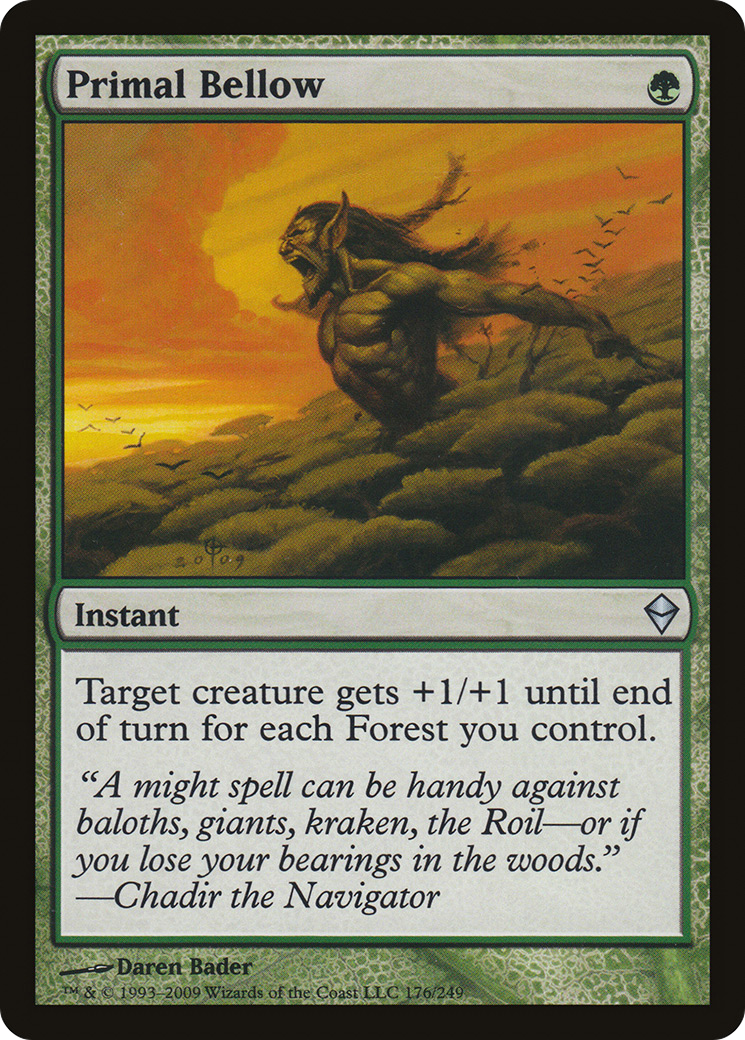 Primal Bellow
2009
Instant
Target creature gets +1/+1 until end
of turn for each Forest you control.
“A might spell can be handy against
baloths, giants, kraken, the Roil—or if
you lose your bearings in the woods.”
—Chadir the Navigator
Daren Bader
™ & © 1993–2009 Wizards of the Coast LLC 176/249